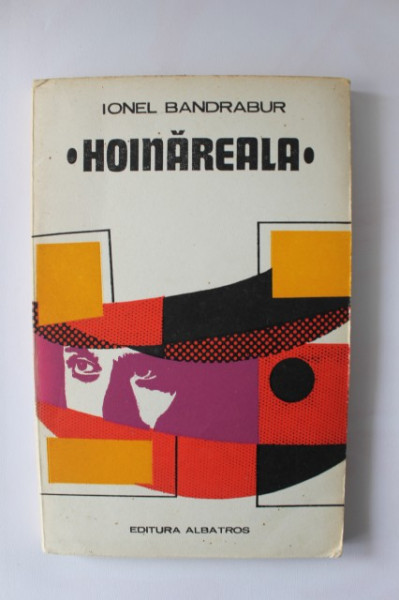 IONEL BANDRABUR
•HOINĂREALA•
EDITURA ALBATROS